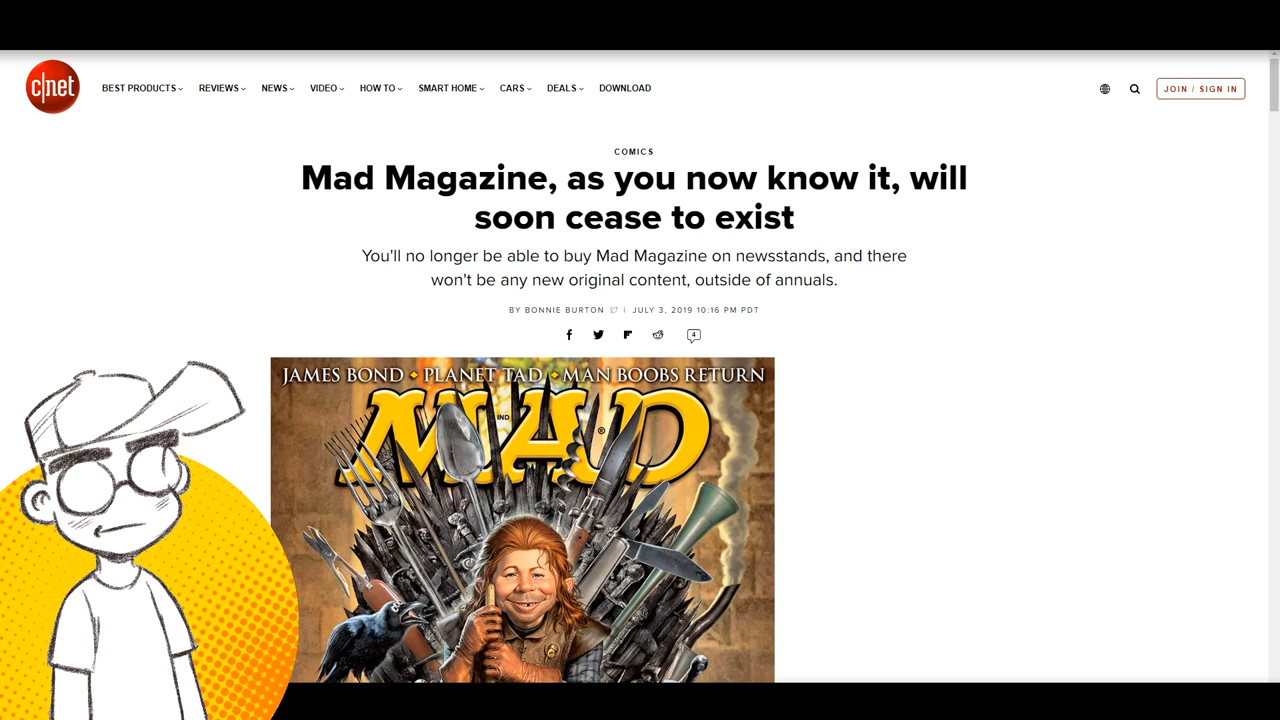 c|net
BEST PRODUCTS REVIEWS NEWS VIDEO HOW TO SMART HOME CARS DEALS DOWNLOAD
JOIN / SIGN IN
COMICS
Mad Magazine, as you now know it, will
soon cease to exist
You'll no longer be able to buy Mad Magazine on newsstands, and there
won't be any new original content, outside of annuals.
BY BONNIE BURTON | JULY 3, 2019 10:16 PM PDT
4
JAMES BOND • PLANET TAD • MAN BOOBS RETURN
MAD
IND
®